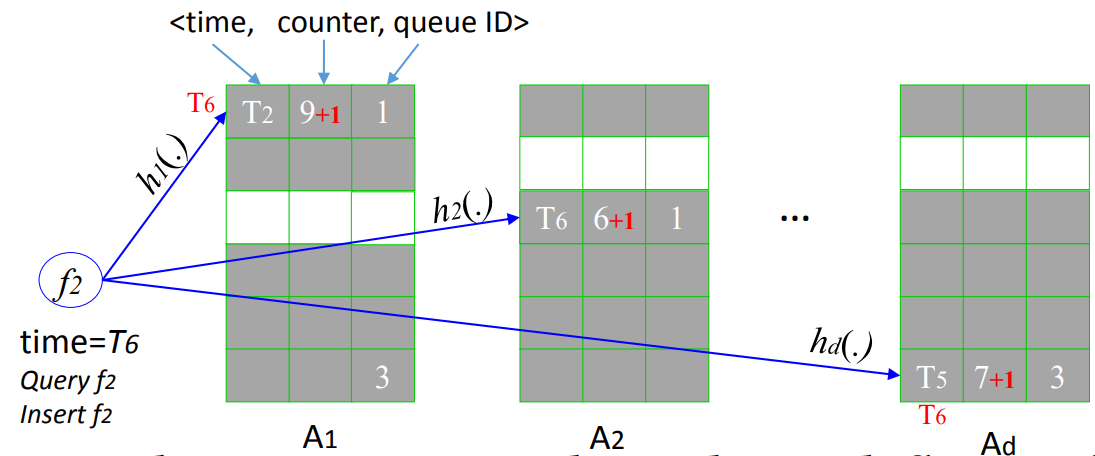 <time, counter, queue ID>
T6 T2 9+1 1
h1(.)
h2(.)
T6 6+1 1
...
f2
time=T6
Query f2
Insert f2
hd(.)
3
T5 7+1 3
T6
A1 A2 Ad